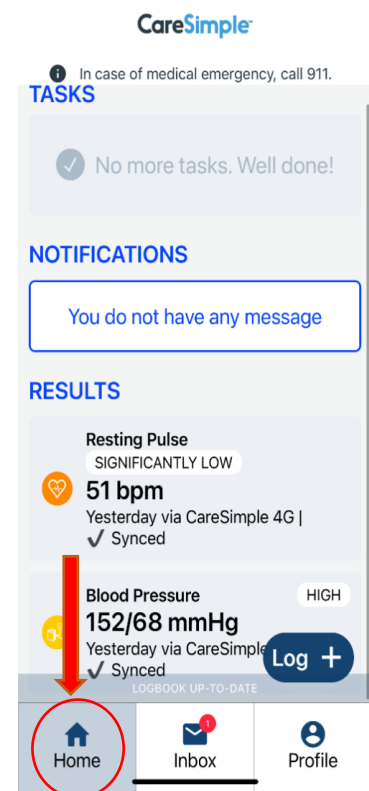 CareSimple
In case of medical emergency, call 911.
TASKS
No more tasks. Well done!
NOTIFICATIONS
You do not have any message
RESULTS
Resting Pulse
SIGNIFICANTLY LOW
51 bpm
Yesterday via CareSimple 4G |
✓ Synced
Blood Pressure
HIGH
152/68 mmHg
Yesterday via CareSimple
✓ Synced
Log +
LOGBOOK UP-TO-DATE
1
Home
Inbox
Profile